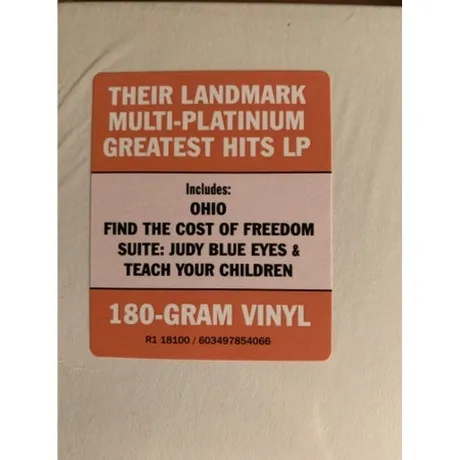 THEIR LANDMARK
MULTI-PLATINIUM
GREATEST HITS LP
Includes:
OHIO
FIND THE COST OF FREEDOM
SUITE: JUDY BLUE EYES &
TEACH YOUR CHILDREN
180-GRAM VINYL
R1 18100 / 603497854066